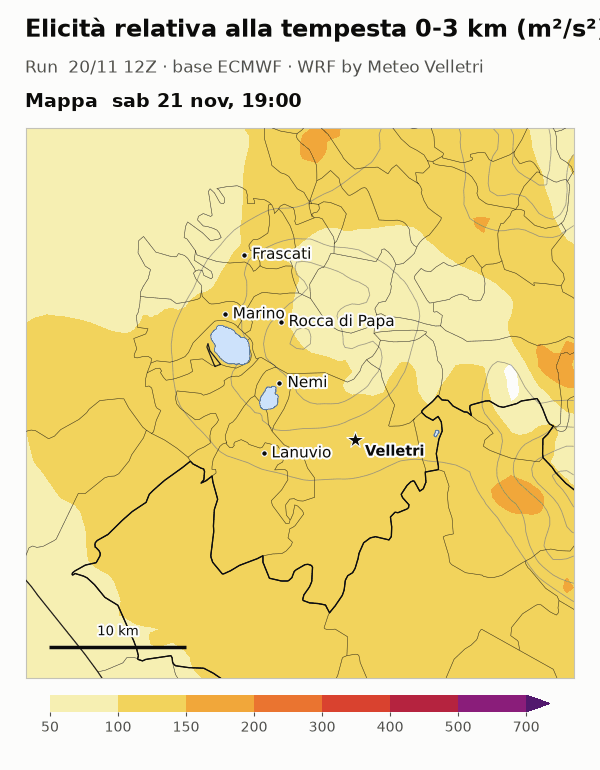 Elicità relativa alla tempesta 0-3 km (m²/s²)
Run 20/11 12Z · base ECMWF · WRF by Meteo Velletri
Mappa sab 21 nov, 19:00
Frascati
Marino
Rocca di Papa
Nemi
Velletri
Lanuvio
10 km
50 100 150 200 300 400 500 700